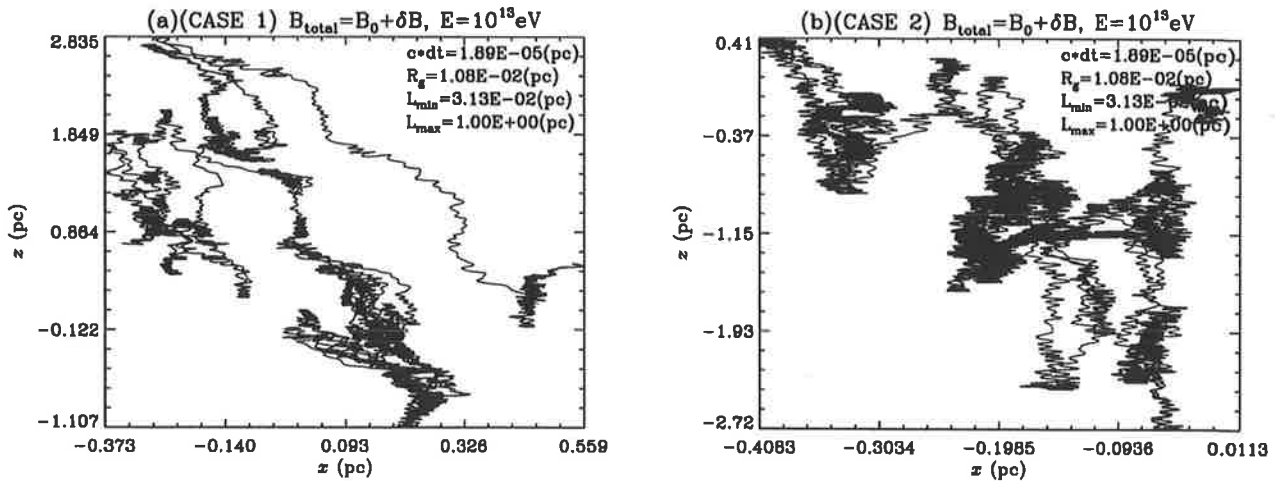 (a)(CASE 1) B_total=B_0+δB, E=10^13eV
c*dt=1.89E-05(pc)
R_g=1.08E-02(pc)
L_min=3.13E-02(pc)
L_max=1.00E+00(pc)
2.835
1.849
0.864
-0.122
-1.107
z (pc)
-0.373 -0.140 0.093 0.326 0.559
x (pc)
(b)(CASE 2) B_total=B_0+δB, E=10^13eV
c*dt=1.89E-05(pc)
R_g=1.08E-02(pc)
L_min=3.13E-
L_max=1.00E+00(pc)
0.41
-0.37
-1.15
-1.93
-2.72
z (pc)
-0.4083 -0.3034 -0.1985 -0.0936 0.0113
x (pc)